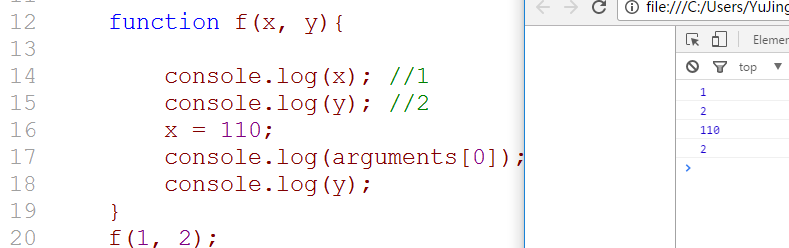 12 function f(x, y){
13
14 console.log(x); //1
15 console.log(y); //2
16 x = 110;
17 console.log(arguments[0]);
18 console.log(y);
19 }
20 f(1, 2);
file:///C:/Users/YuJing
Elemen
top
1
2
110
2